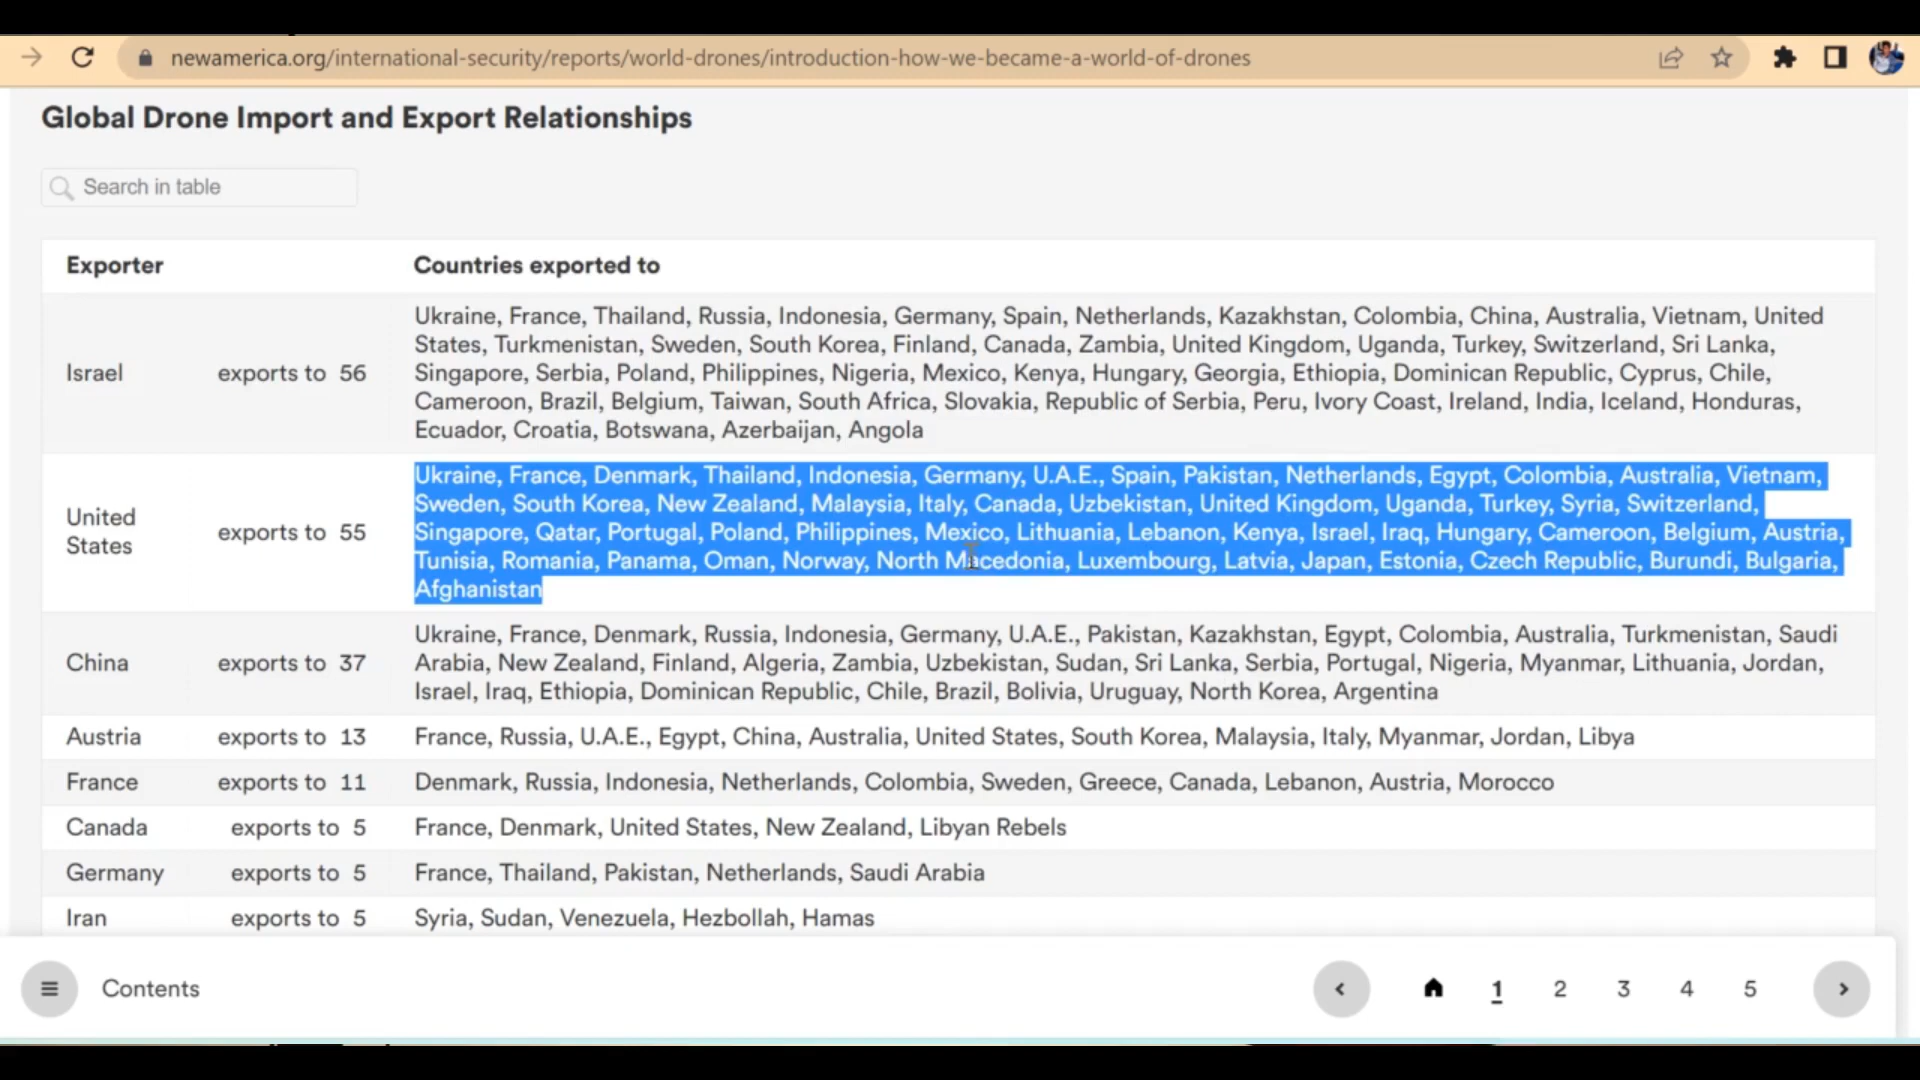 newamerica.org/international-security/reports/world-drones/introduction-how-we-became-a-world-of-drones
Global Drone Import and Export Relationships
Search in table
Exporter Countries exported to
Israel exports to 56
Ukraine, France, Thailand, Russia, Indonesia, Germany, Spain, Netherlands, Kazakhstan, Colombia, China, Australia, Vietnam, United
States, Turkmenistan, Sweden, South Korea, Finland, Canada, Zambia, United Kingdom, Uganda, Turkey, Switzerland, Sri Lanka,
Singapore, Serbia, Poland, Philippines, Nigeria, Mexico, Kenya, Hungary, Georgia, Ethiopia, Dominican Republic, Cyprus, Chile,
Cameroon, Brazil, Belgium, Taiwan, South Africa, Slovakia, Republic of Serbia, Peru, Ivory Coast, Ireland, India, Iceland, Honduras,
Ecuador, Croatia, Botswana, Azerbaijan, Angola
United
States
exports to 55
Ukraine, France, Denmark, Thailand, Indonesia, Germany, U.A.E., Spain, Pakistan, Netherlands, Egypt, Colombia, Australia, Vietnam,
Sweden, South Korea, New Zealand, Malaysia, Italy, Canada, Uzbekistan, United Kingdom, Uganda, Turkey, Syria, Switzerland,
Singapore, Qatar, Portugal, Poland, Philippines, Mexico, Lithuania, Lebanon, Kenya, Israel, Iraq, Hungary, Cameroon, Belgium, Austria,
Tunisia, Romania, Panama, Oman, Norway, North Macedonia, Luxembourg, Latvia, Japan, Estonia, Czech Republic, Burundi, Bulgaria,
Afghanistan
China exports to 37
Ukraine, France, Denmark, Russia, Indonesia, Germany, U.A.E., Pakistan, Kazakhstan, Egypt, Colombia, Australia, Turkmenistan, Saudi
Arabia, New Zealand, Finland, Algeria, Zambia, Uzbekistan, Sudan, Sri Lanka, Serbia, Portugal, Nigeria, Myanmar, Lithuania, Jordan,
Israel, Iraq, Ethiopia, Dominican Republic, Chile, Brazil, Bolivia, Uruguay, North Korea, Argentina
Austria exports to 13 France, Russia, U.A.E., Egypt, China, Australia, United States, South Korea, Malaysia, Italy, Myanmar, Jordan, Libya
France exports to 11 Denmark, Russia, Indonesia, Netherlands, Colombia, Sweden, Greece, Canada, Lebanon, Austria, Morocco
Canada exports to 5 France, Denmark, United States, New Zealand, Libyan Rebels
Germany exports to 5 France, Thailand, Pakistan, Netherlands, Saudi Arabia
Iran exports to 5 Syria, Sudan, Venezuela, Hezbollah, Hamas
Contents 1 2 3 4 5